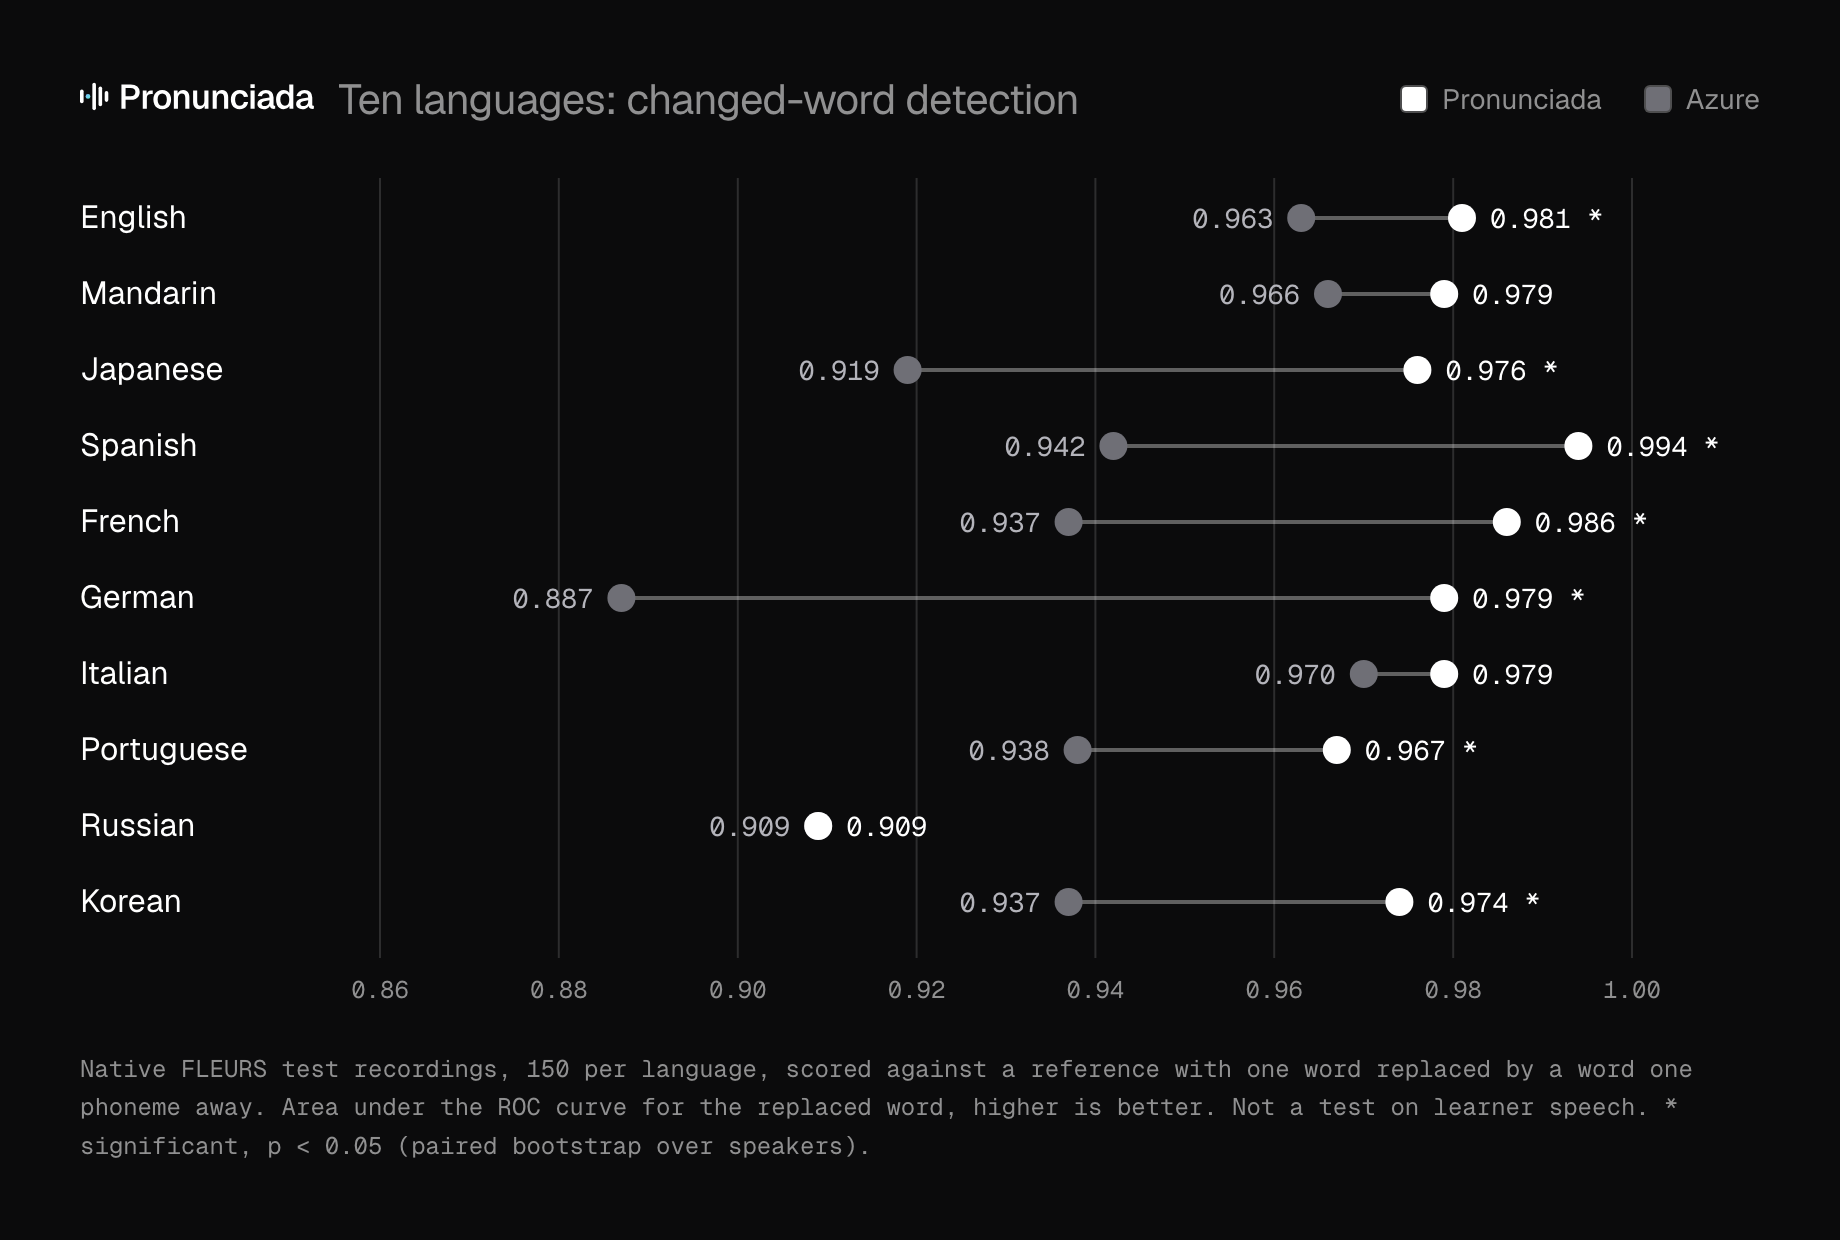 Pronunciada Ten languages: changed-word detection
Pronunciada Azure
English 0.963 0.981 *
Mandarin 0.966 0.979
Japanese 0.919 0.976 *
Spanish 0.942 0.994 *
French 0.937 0.986 *
German 0.887 0.979 *
Italian 0.970 0.979
Portuguese 0.938 0.967 *
Russian 0.909 0.909
Korean 0.937 0.974 *
0.86 0.88 0.90 0.92 0.94 0.96 0.98 1.00
Native FLEURS test recordings, 150 per language, scored against a reference with one word replaced by a word one
phoneme away. Area under the ROC curve for the replaced word, higher is better. Not a test on learner speech. *
significant, p < 0.05 (paired bootstrap over speakers).